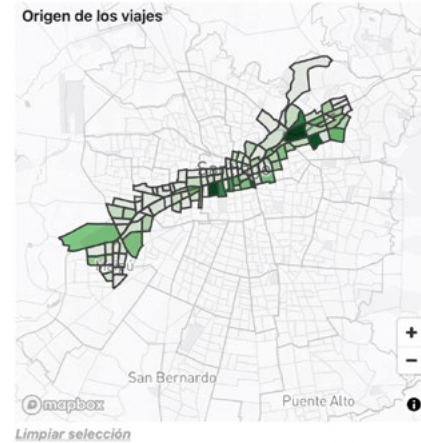 Origen de los viajes
San Bernardo
Puente Alto
+
−
mapbox
i
Limpiar selección